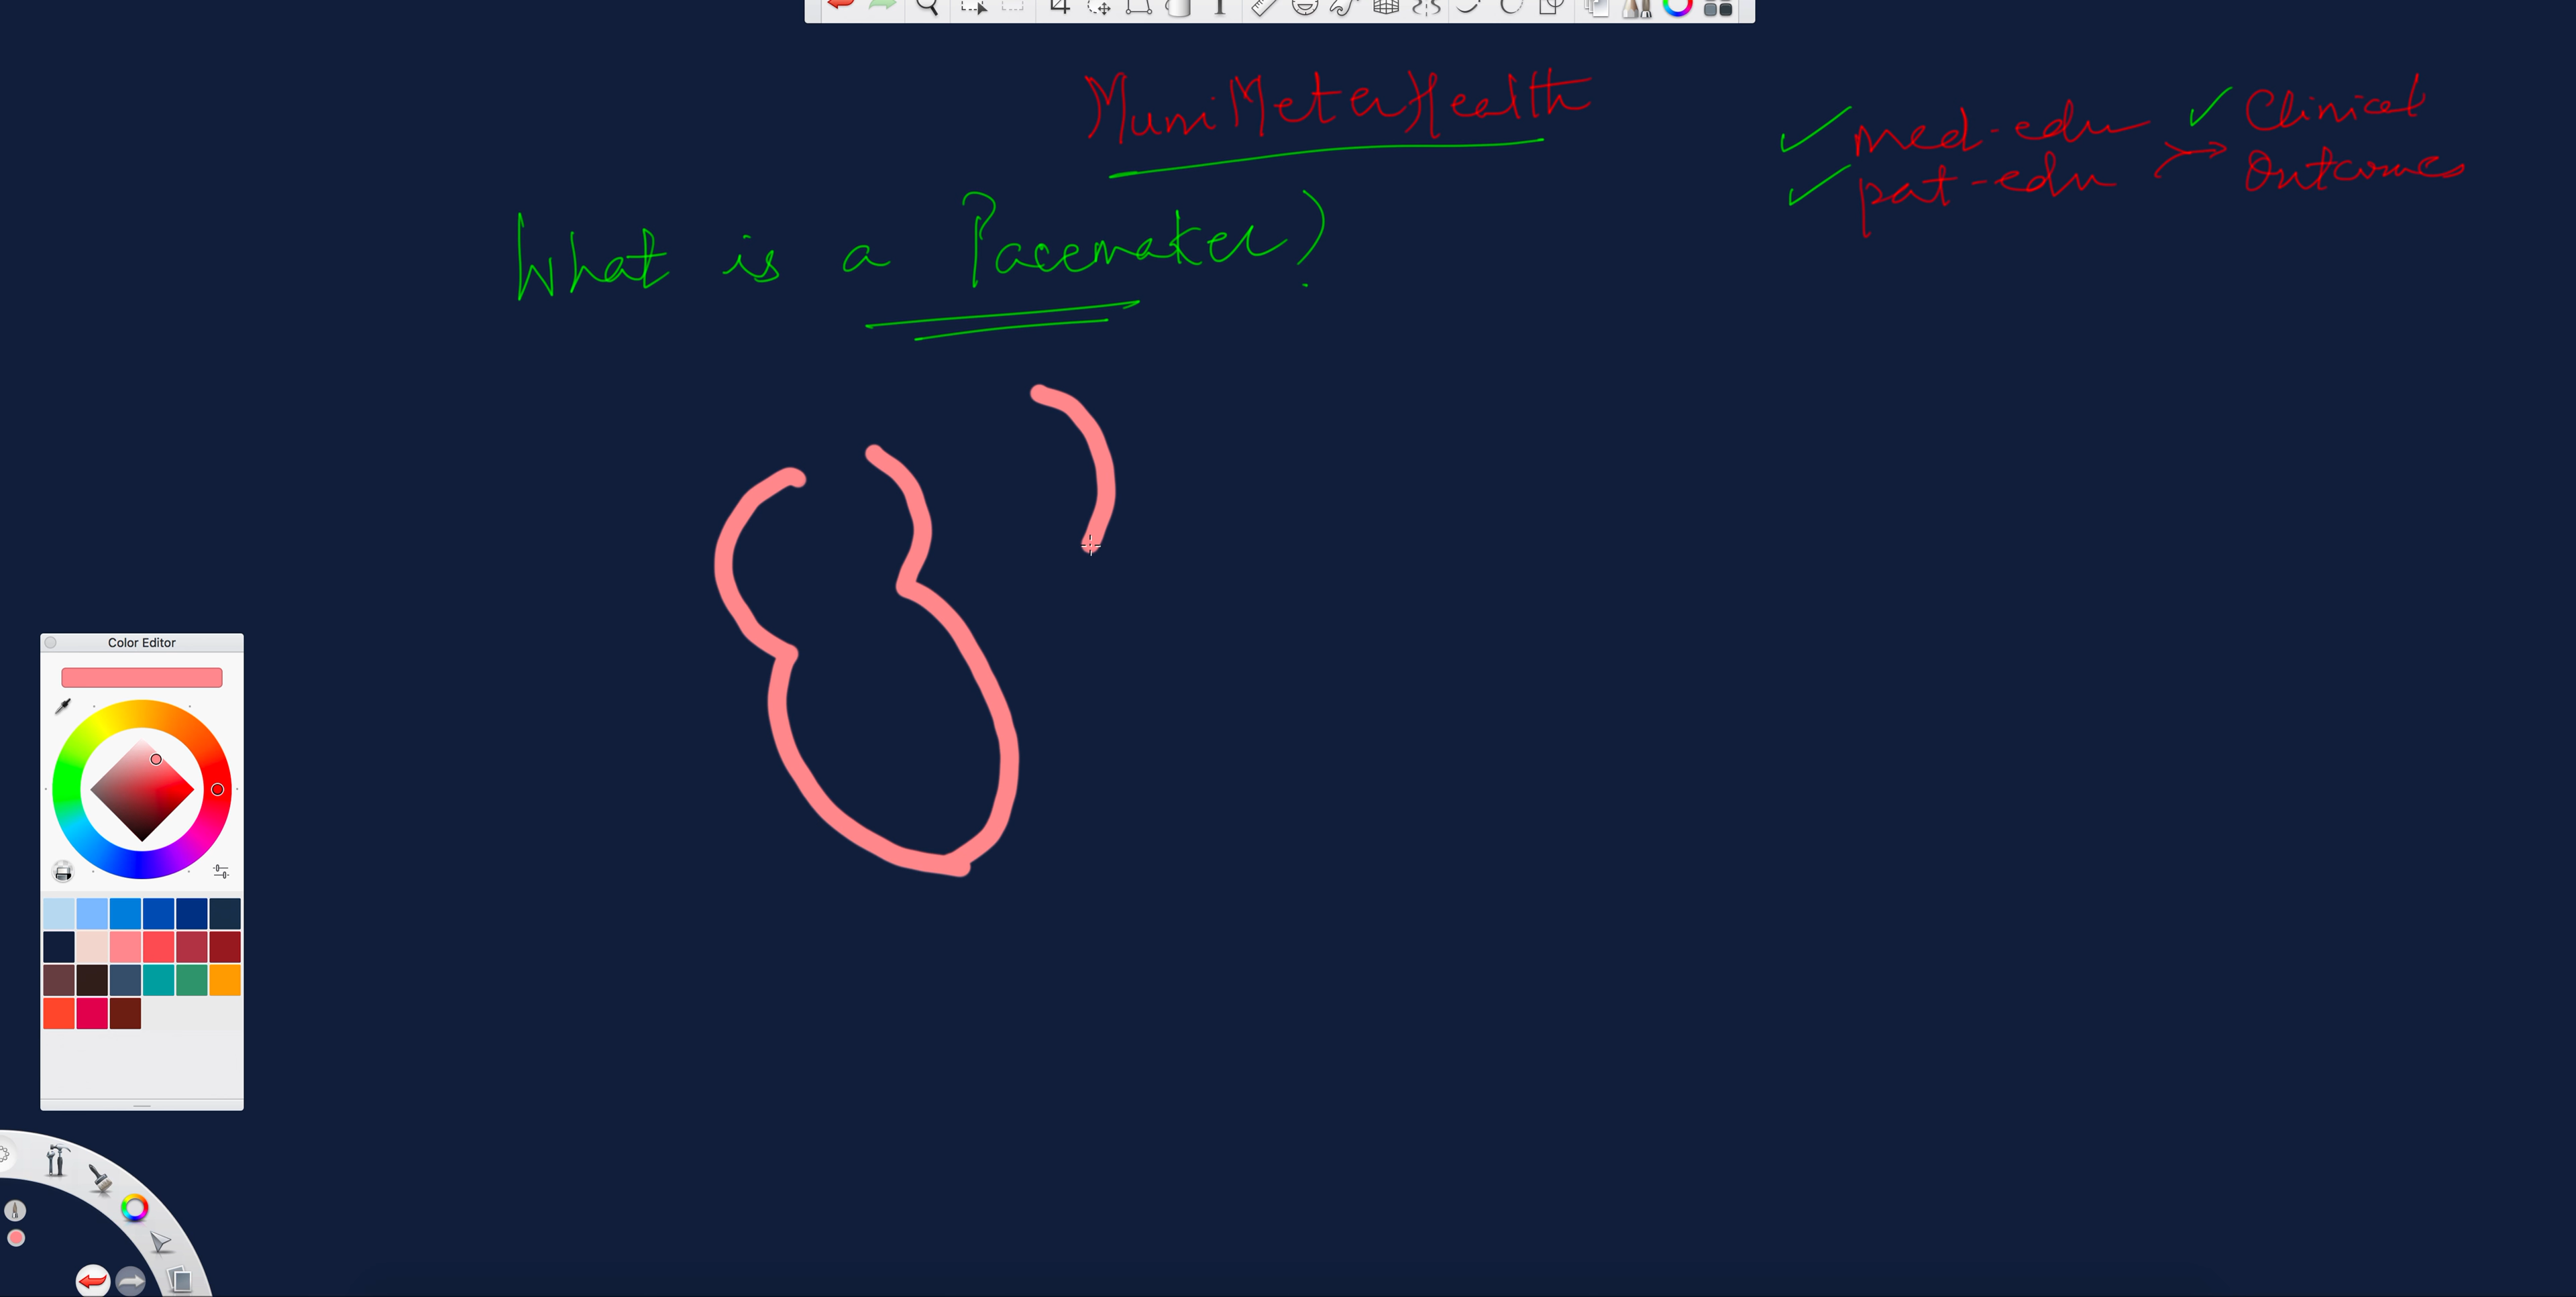 MuniMeterHealth
med-edu
pat-edu
✓ Clinical
Outcomes
What is a Pacemaker?
Color Editor